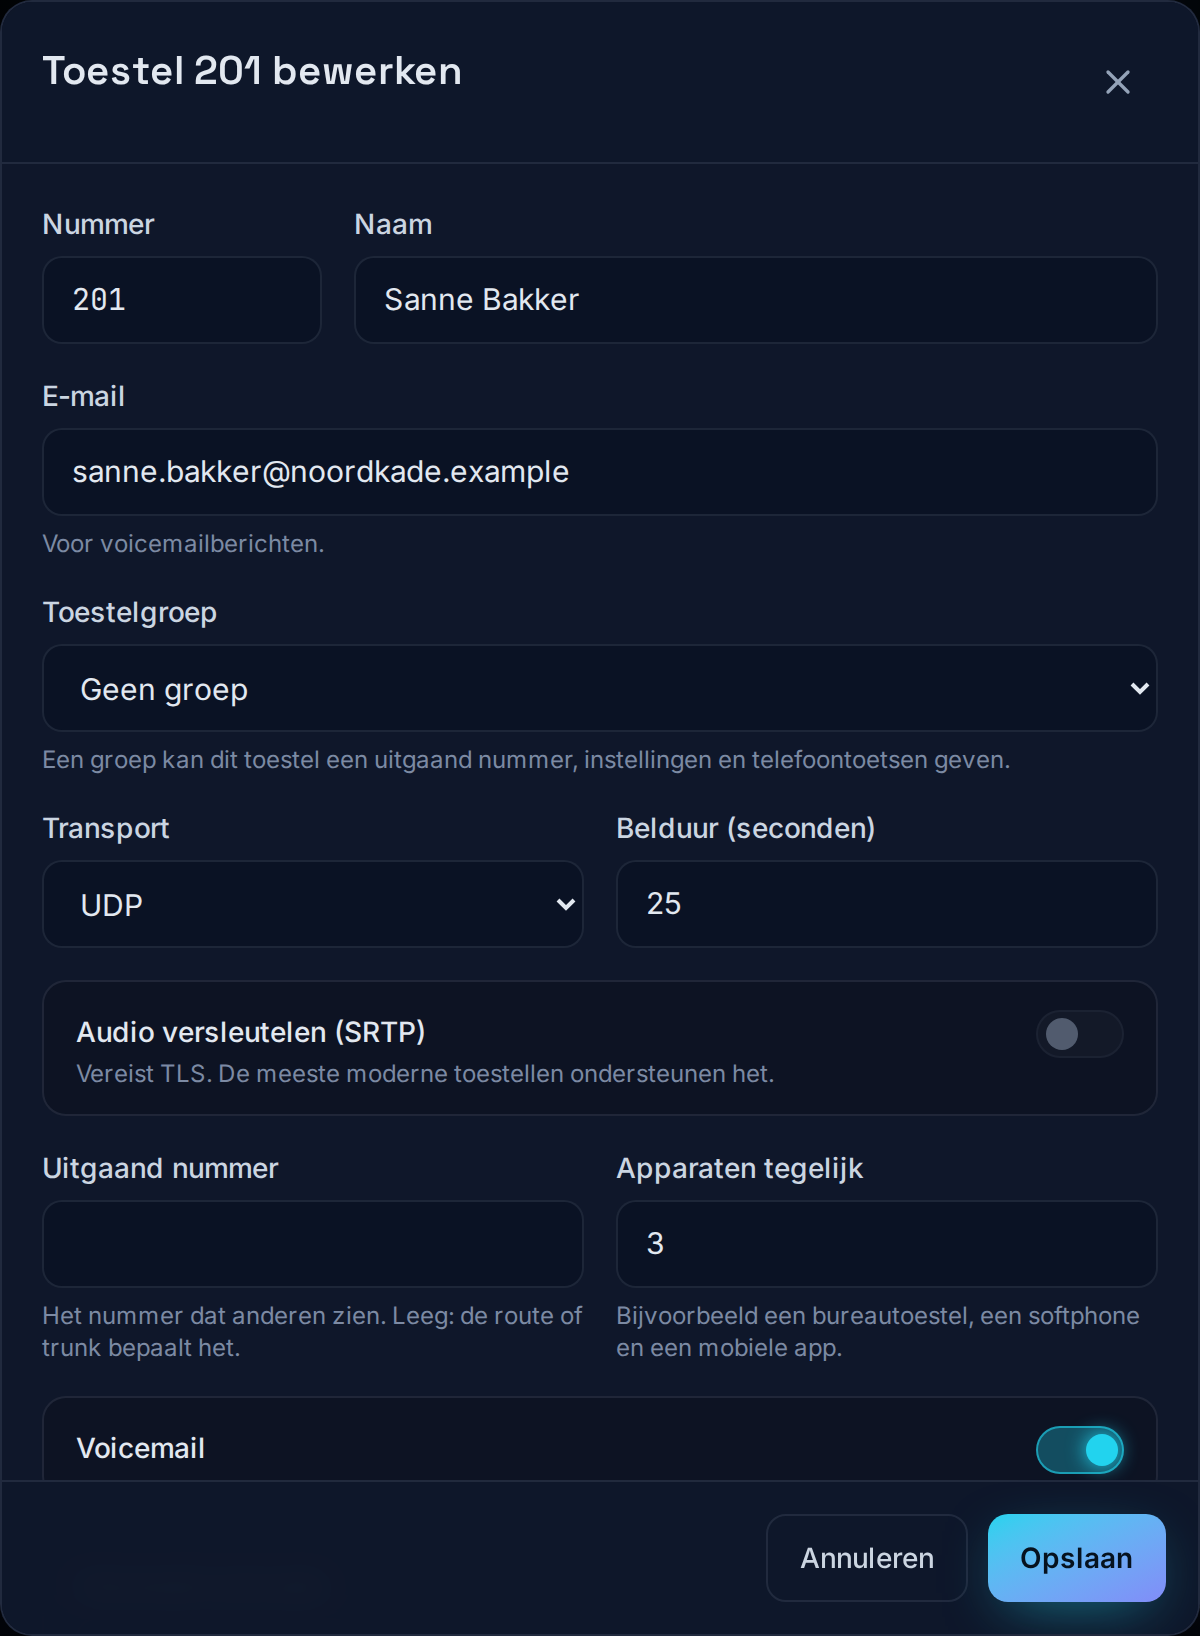 Toestel 201 bewerken
Nummer
Naam
201
Sanne Bakker
E-mail
sanne.bakker@noordkade.example
Voor voicemailberichten.
Toestelgroep
Geen groep
Een groep kan dit toestel een uitgaand nummer, instellingen en telefoontoetsen geven.
Transport
Belduur (seconden)
UDP
25
Audio versleutelen (SRTP)
Vereist TLS. De meeste moderne toestellen ondersteunen het.
Uitgaand nummer
Apparaten tegelijk
3
Het nummer dat anderen zien. Leeg: de route of
trunk bepaalt het.
Bijvoorbeeld een bureautoestel, een softphone
en een mobiele app.
Voicemail
Annuleren
Opslaan